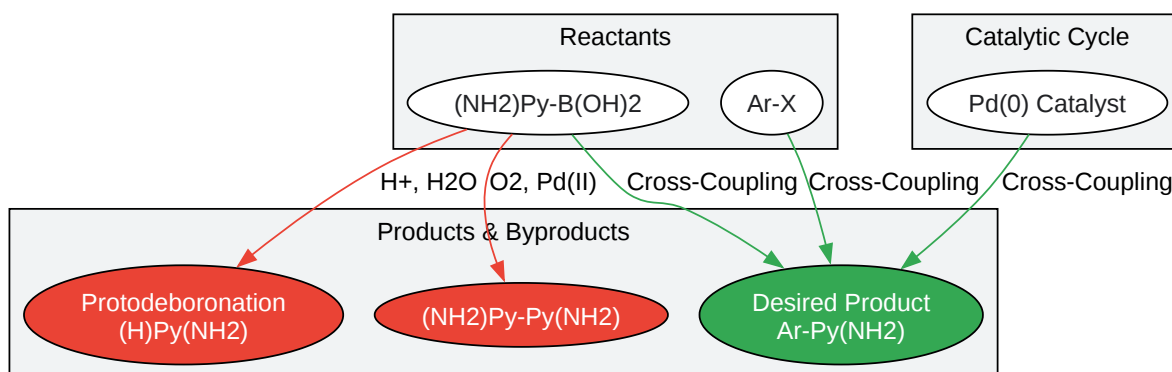 Reactants
Catalytic Cycle
(NH2)Py-B(OH)2
Ar-X
Pd(0) Catalyst
H+, H2O
O2, Pd(II)
Cross-Coupling
Cross-Coupling
Cross-Coupling
Products & Byproducts
Protodeboronation
(H)Py(NH2)
(NH2)Py-Py(NH2)
Desired Product
Ar-Py(NH2)